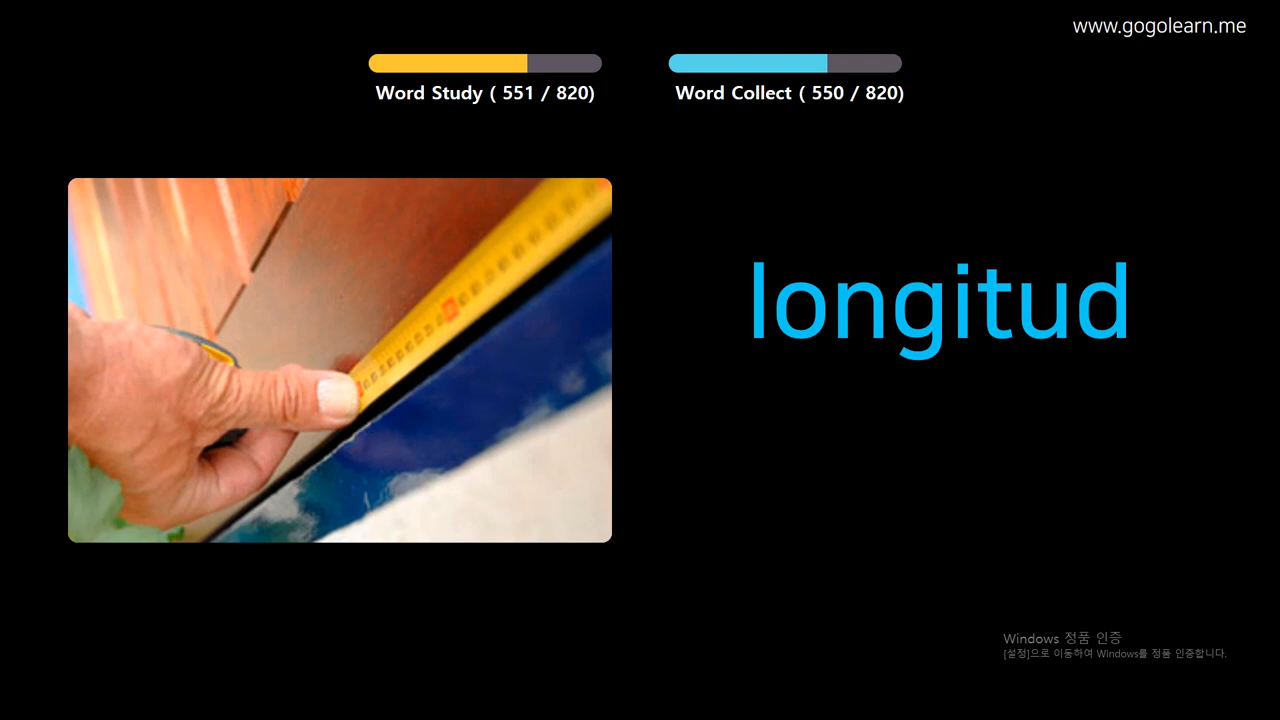 www.gogolearn.me
Word Study ( 551 / 820)
Word Collect ( 550 / 820)
longitud
Windows 정품 인증
[설정]으로 이동하여 Windows를 정품 인증합니다.